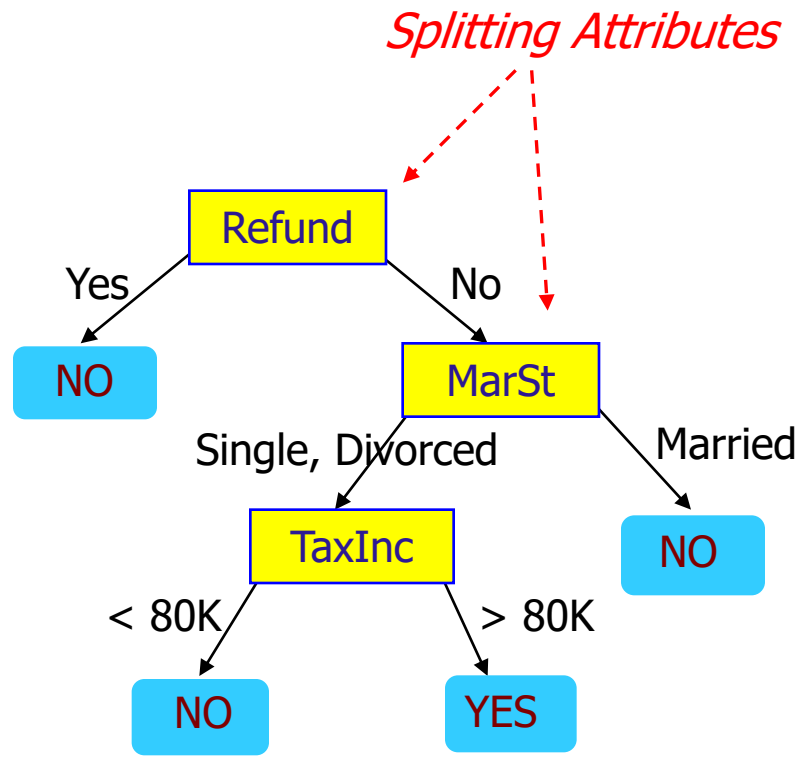 Splitting Attributes
Refund
Yes
No
NO
MarSt
Single, Divorced
Married
TaxInc
NO
< 80K
> 80K
NO
YES